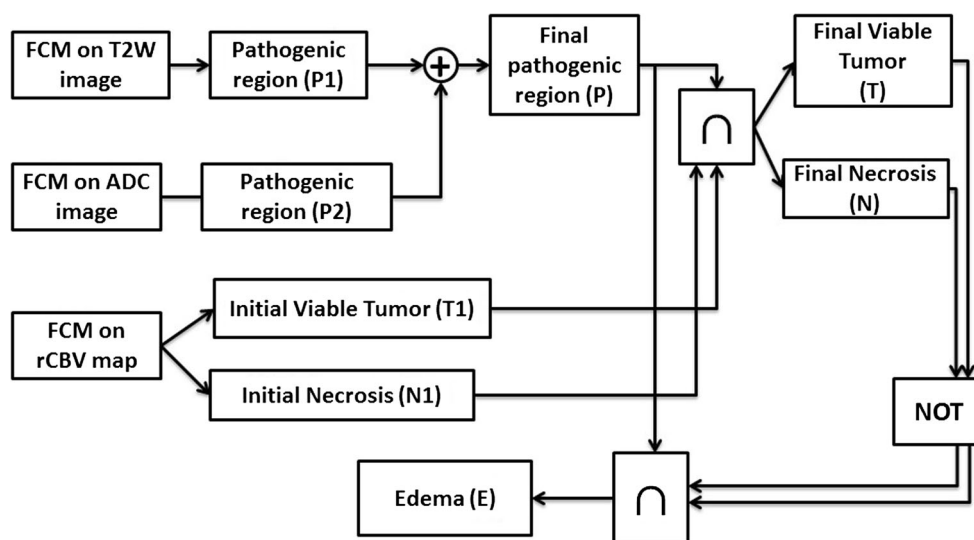 FCM on T2W
image
Pathogenic
region (P1)
+
Final
pathogenic
region (P)
∩
Final Viable
Tumor
(T)
FCM on ADC
image
Pathogenic
region (P2)
Final Necrosis
(N)
FCM on
rCBV map
Initial Viable Tumor (T1)
Initial Necrosis (N1)
NOT
∩
Edema (E)